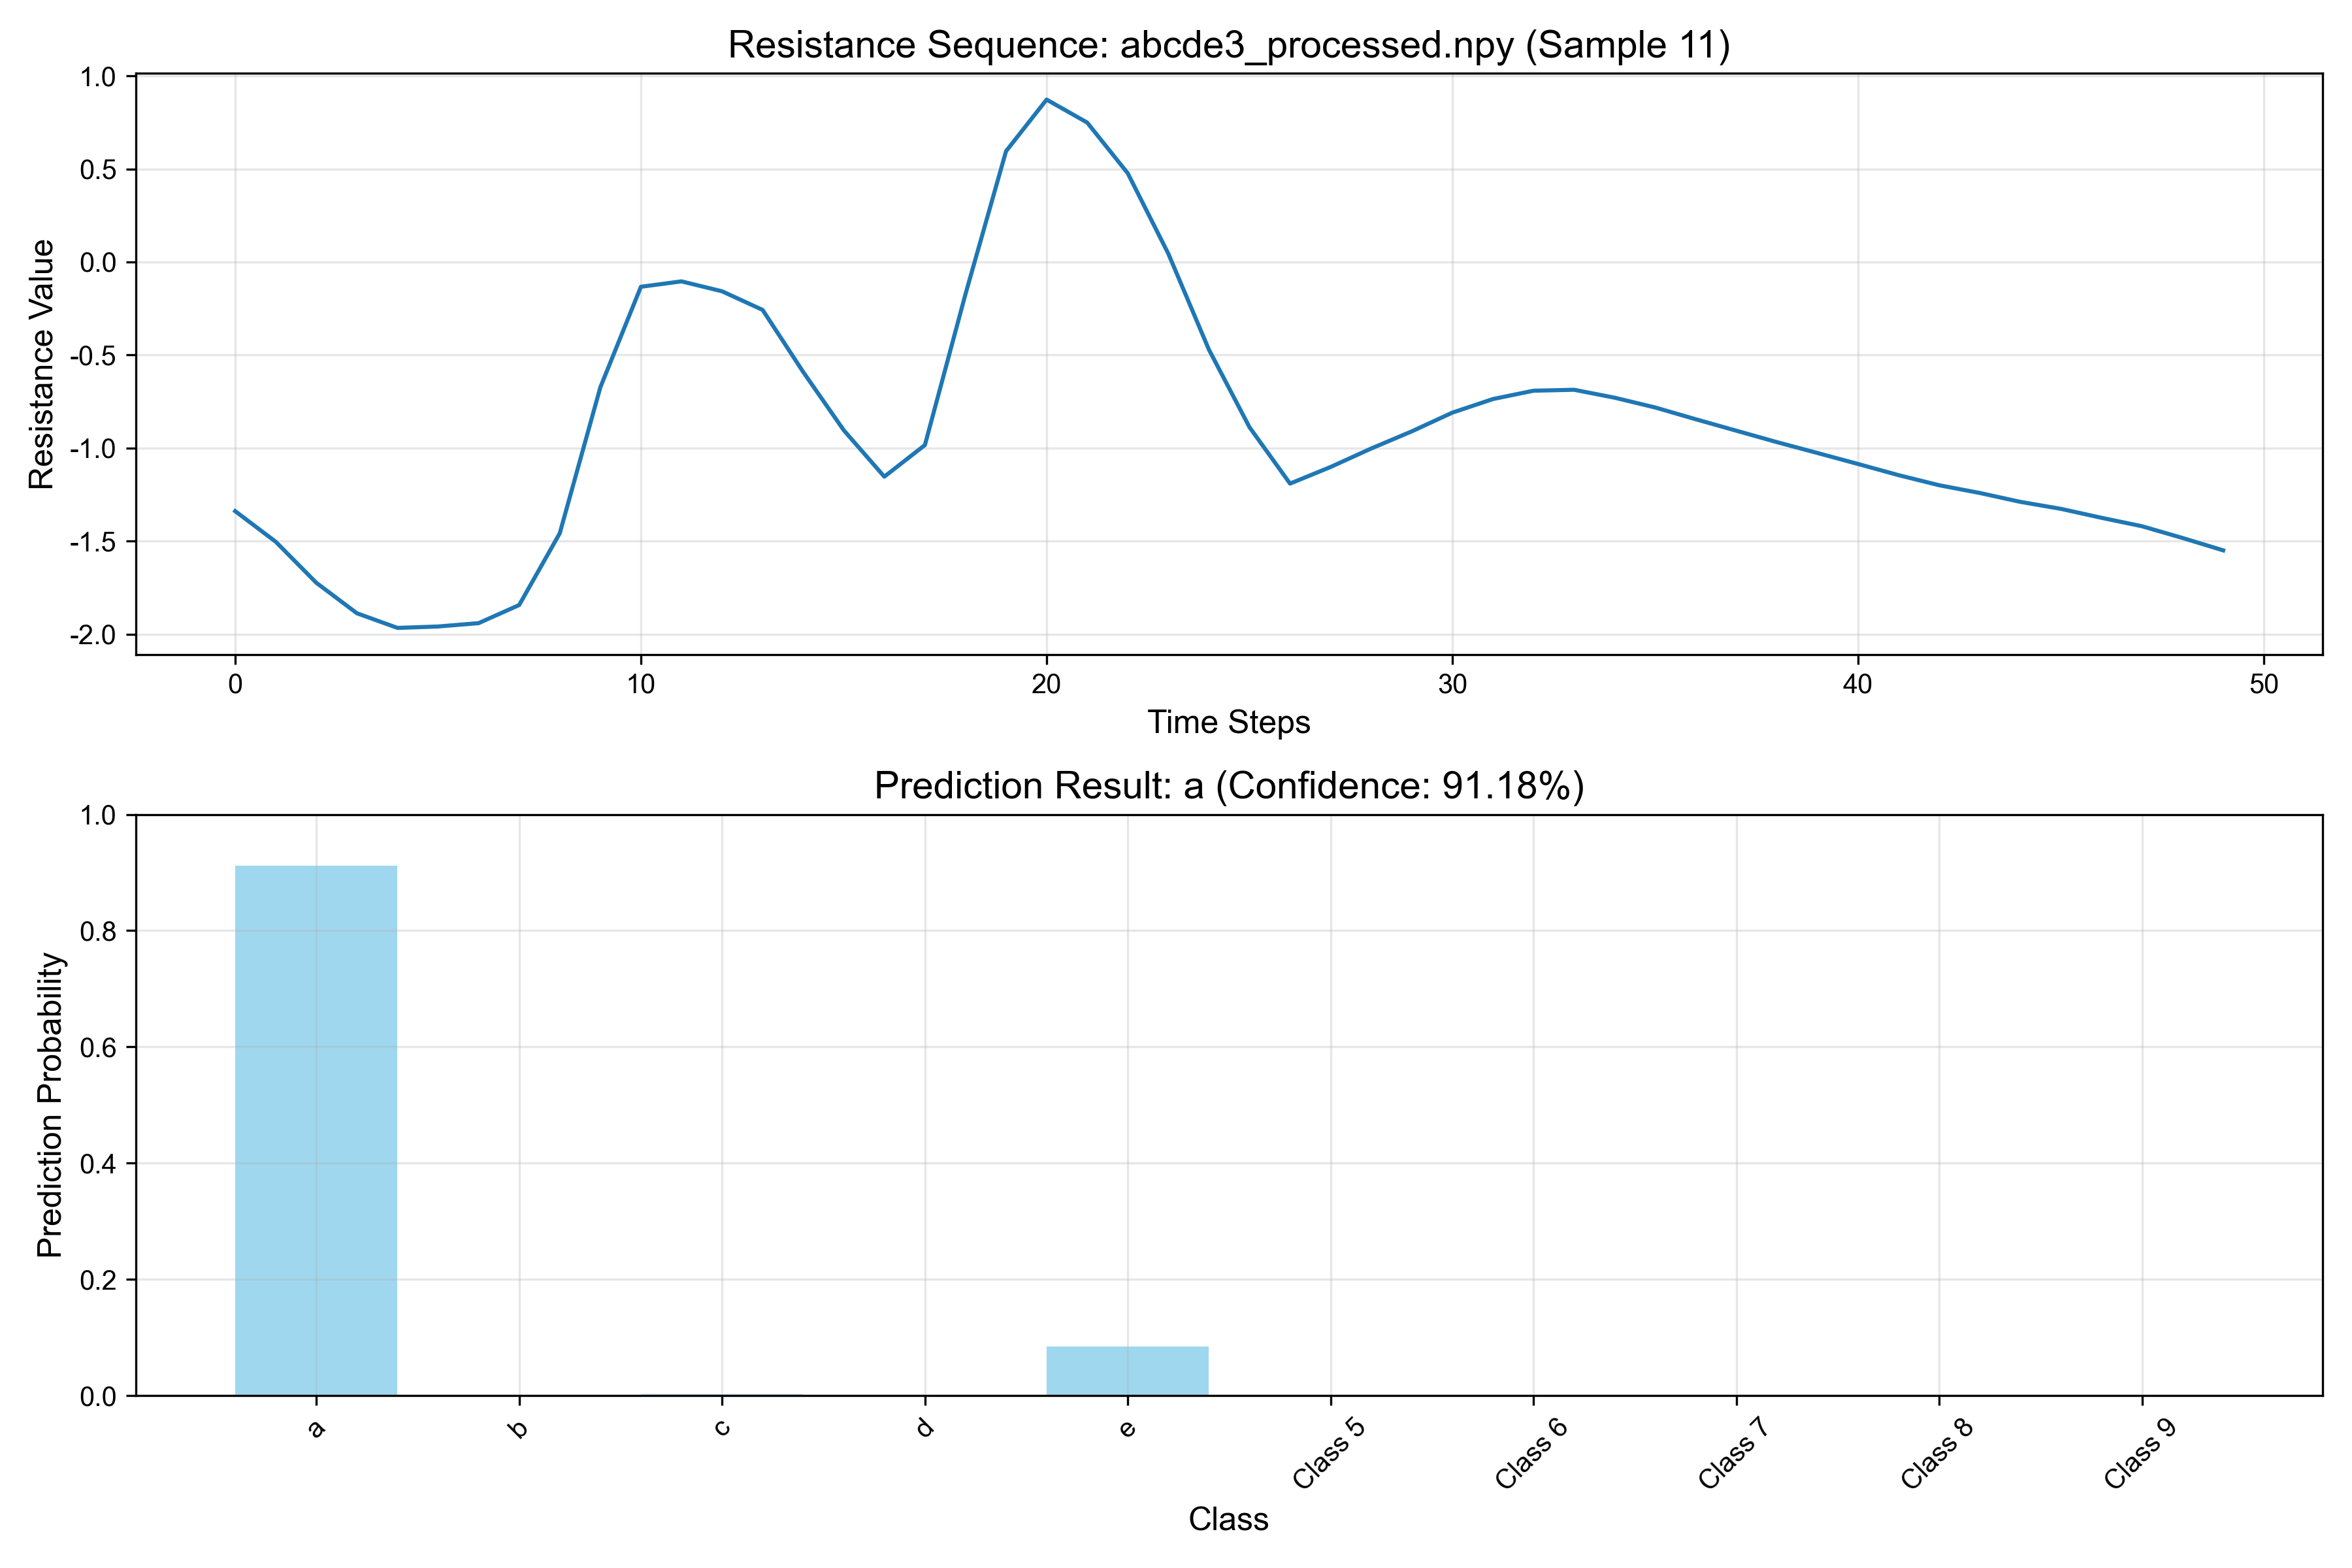 Resistance Sequence: abcde3_processed.npy (Sample 11)
Resistance Value
1.0
0.5
0.0
-0.5
-1.0
-1.5
-2.0
0 10 20 30 40 50
Time Steps
Prediction Result: a (Confidence: 91.18%)
Prediction Probability
1.0
0.8
0.6
0.4
0.2
0.0
a b c d e Class 5 Class 6 Class 7 Class 8 Class 9
Class